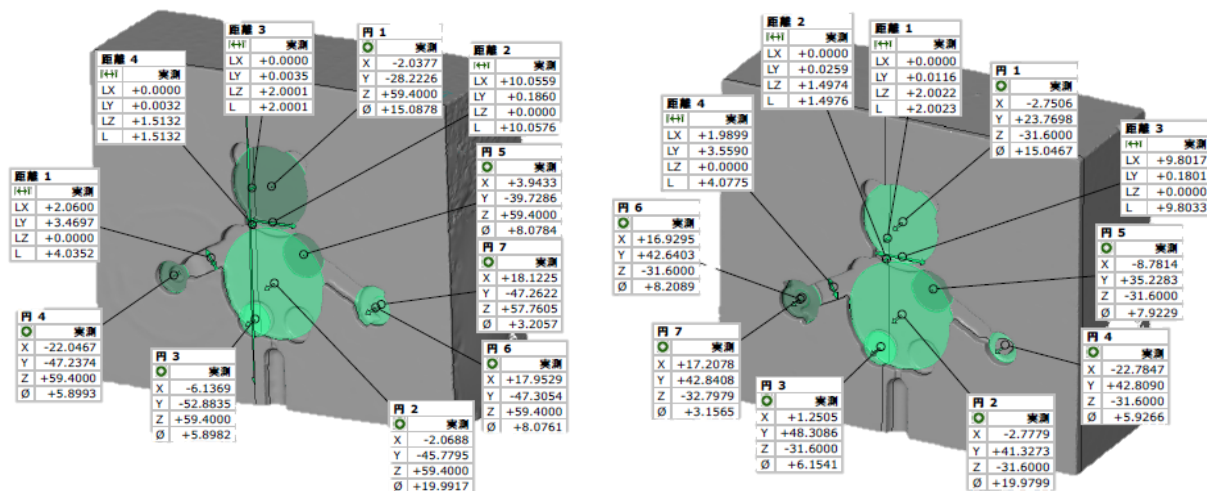 距離 4
実測
LX +0.0000
LY +0.0032
LZ +1.5132
L +1.5132
距離 3
実測
LX +0.0000
LY +0.0035
LZ +2.0001
L +2.0001
円 1
実測
X -2.0377
Y -28.2226
Z +59.4000
Ø +15.0878
距離 2
実測
LX +10.0559
LY +0.1860
LZ +0.0000
L +10.0576
距離 1
実測
LX +2.0600
LY +3.4697
LZ +0.0000
L +4.0352
円 5
実測
X +3.9433
Y -39.7286
Z +59.4000
Ø +8.0784
円 7
実測
X +18.1225
Y -47.2622
Z +57.7605
Ø +3.2057
円 4
実測
X -22.0467
Y -47.2374
Z +59.4000
Ø +5.8993
円 3
実測
X -6.1369
Y -52.8835
Z +59.4000
Ø +5.8982
円 6
実測
X +17.9529
Y -47.3054
Z +59.4000
Ø +8.0761
円 2
実測
X -2.0688
Y -45.7795
Z +59.4000
Ø +19.9917
距離 2
実測
LX +0.0000
LY +0.0259
LZ +1.4974
L +1.4976
距離 1
実測
LX +0.0000
LY +0.0116
LZ +2.0022
L +2.0023
円 1
実測
X -2.7506
Y +23.7698
Z -31.6000
Ø +15.0467
距離 4
実測
LX +1.9899
LY +3.5590
LZ +0.0000
L +4.0775
距離 3
実測
LX +9.8017
LY +0.1801
LZ +0.0000
L +9.8033
円 6
実測
X +16.9295
Y +42.6403
Z -31.6000
Ø +8.2089
円 5
実測
X -8.7814
Y +35.2283
Z -31.6000
Ø +7.9229
円 7
実測
X +17.2078
Y +42.8408
Z -32.7979
Ø +3.1565
円 3
実測
X +1.2505
Y +48.3086
Z -31.6000
Ø +6.1541
円 4
実測
X -22.7847
Y +42.8090
Z -31.6000
Ø +5.9266
円 2
実測
X -2.7779
Y +41.3273
Z -31.6000
Ø +19.9799